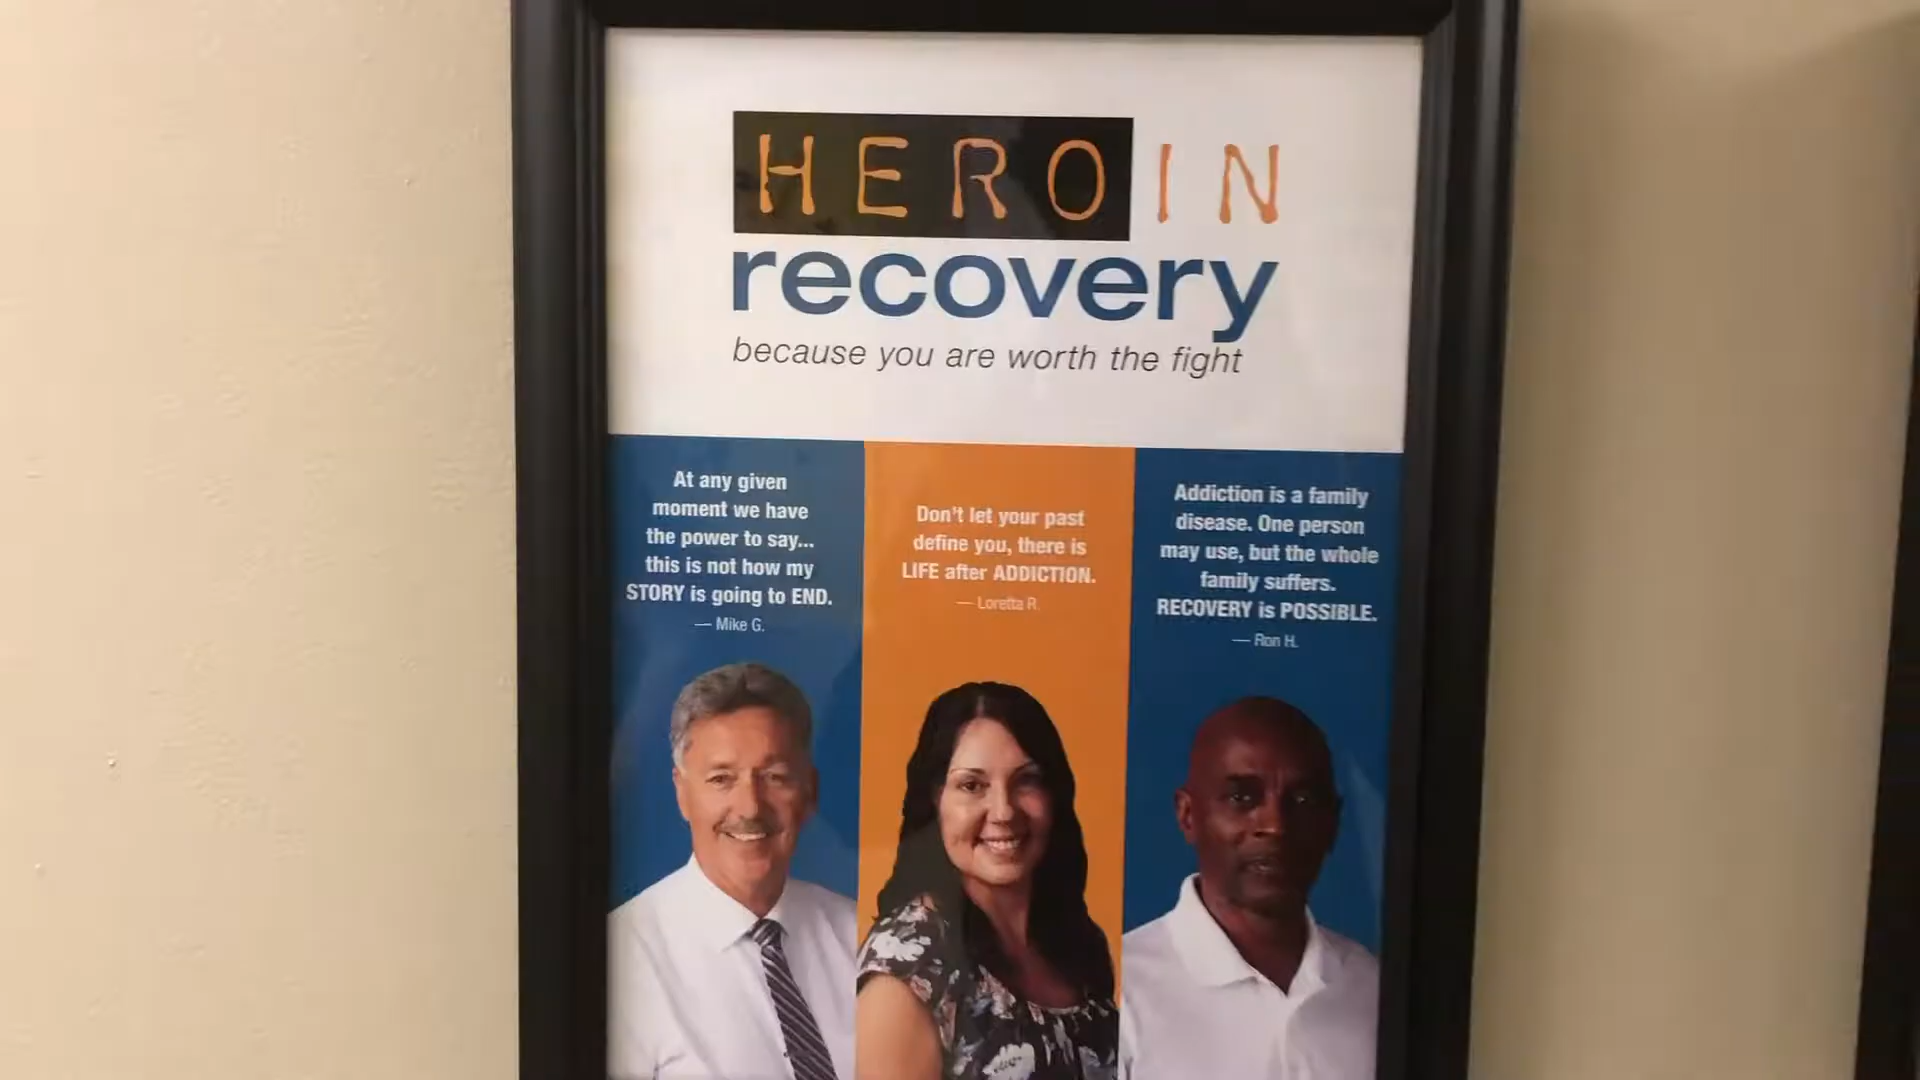 HEROIN
recovery
because you are worth the fight
At any given
moment we have
the power to say...
this is not how my
STORY is going to END.
— Mike G.
Don't let your past
define you, there is
LIFE after ADDICTION.
— Loretta R.
Addiction is a family
disease. One person
may use, but the whole
family suffers.
RECOVERY is POSSIBLE.
— Ron H.